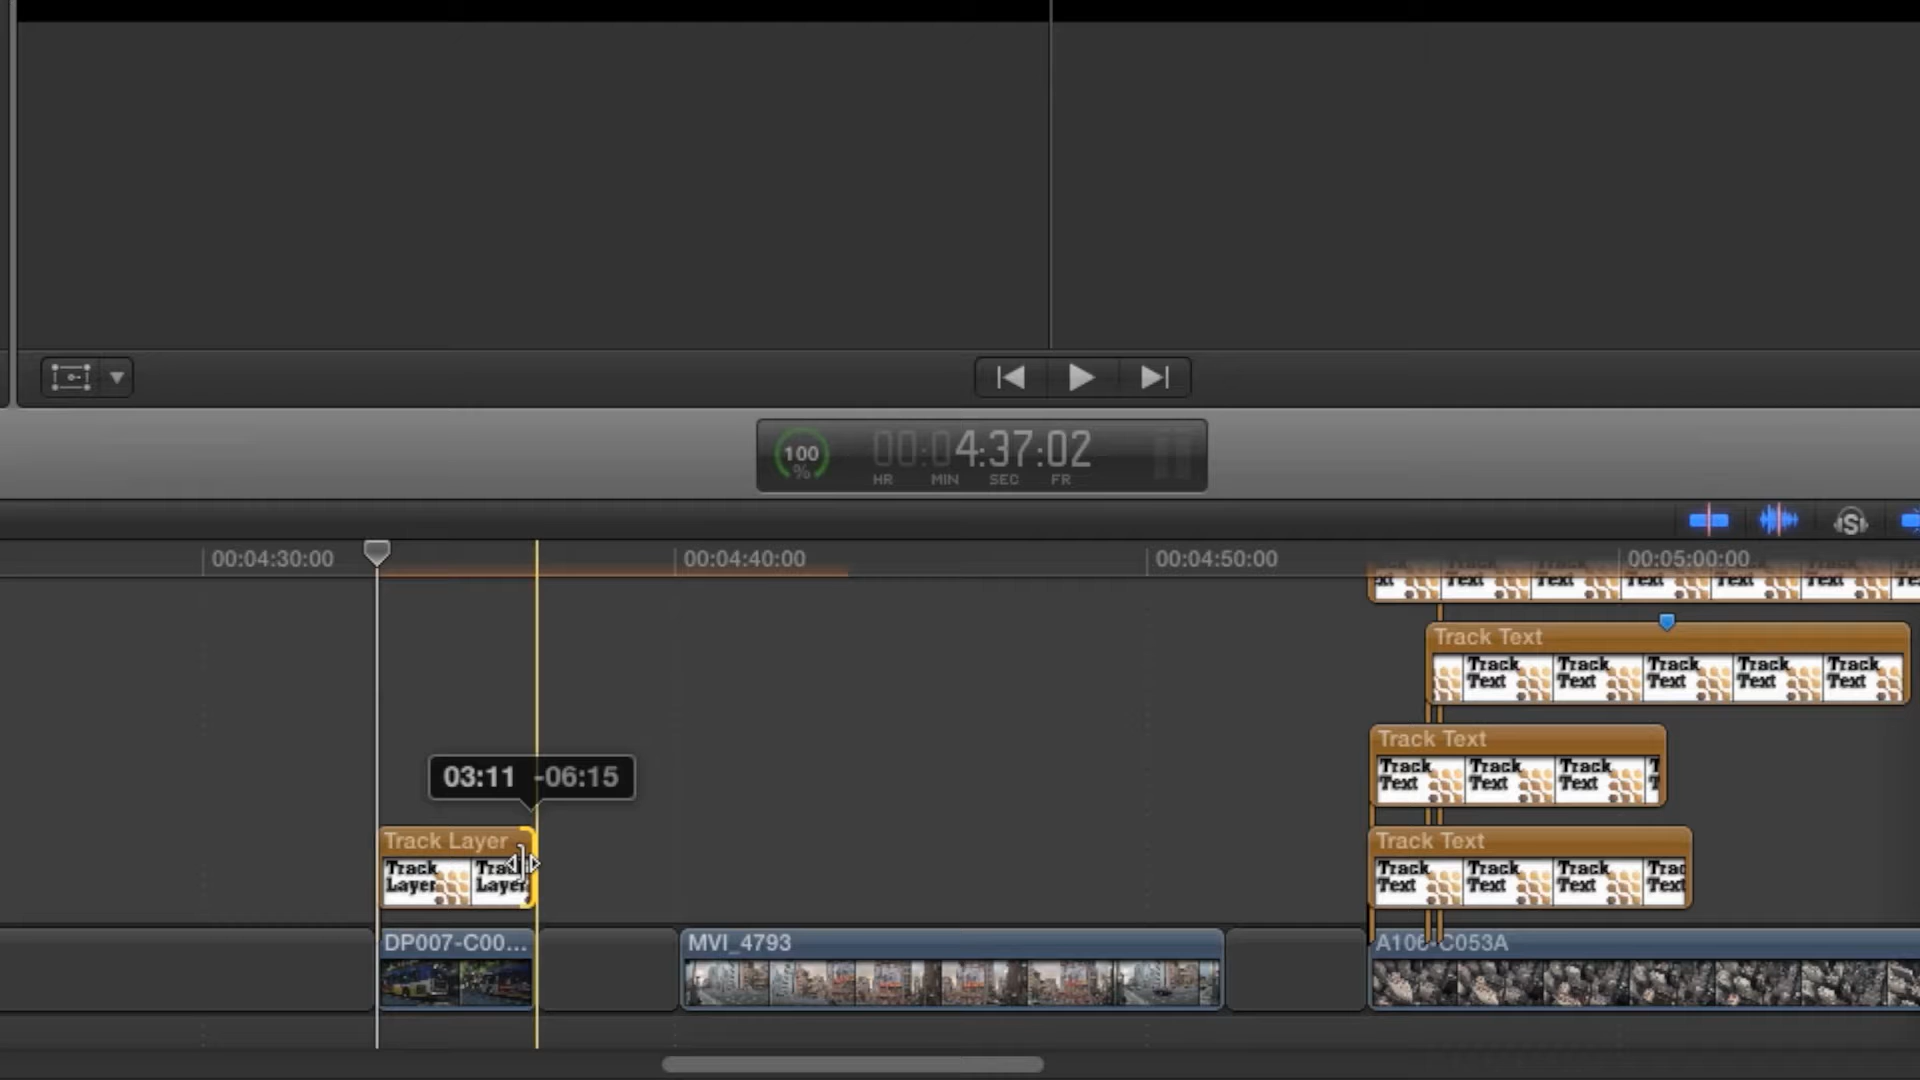 100
%
00:04:37:02
HR MIN SEC FR
00:04:30:00
00:04:40:00
00:04:50:00
00:05:00:00
Track Text
Track Text
Track Text
Track Text
Track Text
Track Text
Track Text
Track Text
Track Text
Track Text
03:11 -06:15
Track Layer
Track Layer
Track Text
Track Text
Track Text
Track Text
DP007-C00...
MVI_4793
A106-C053A